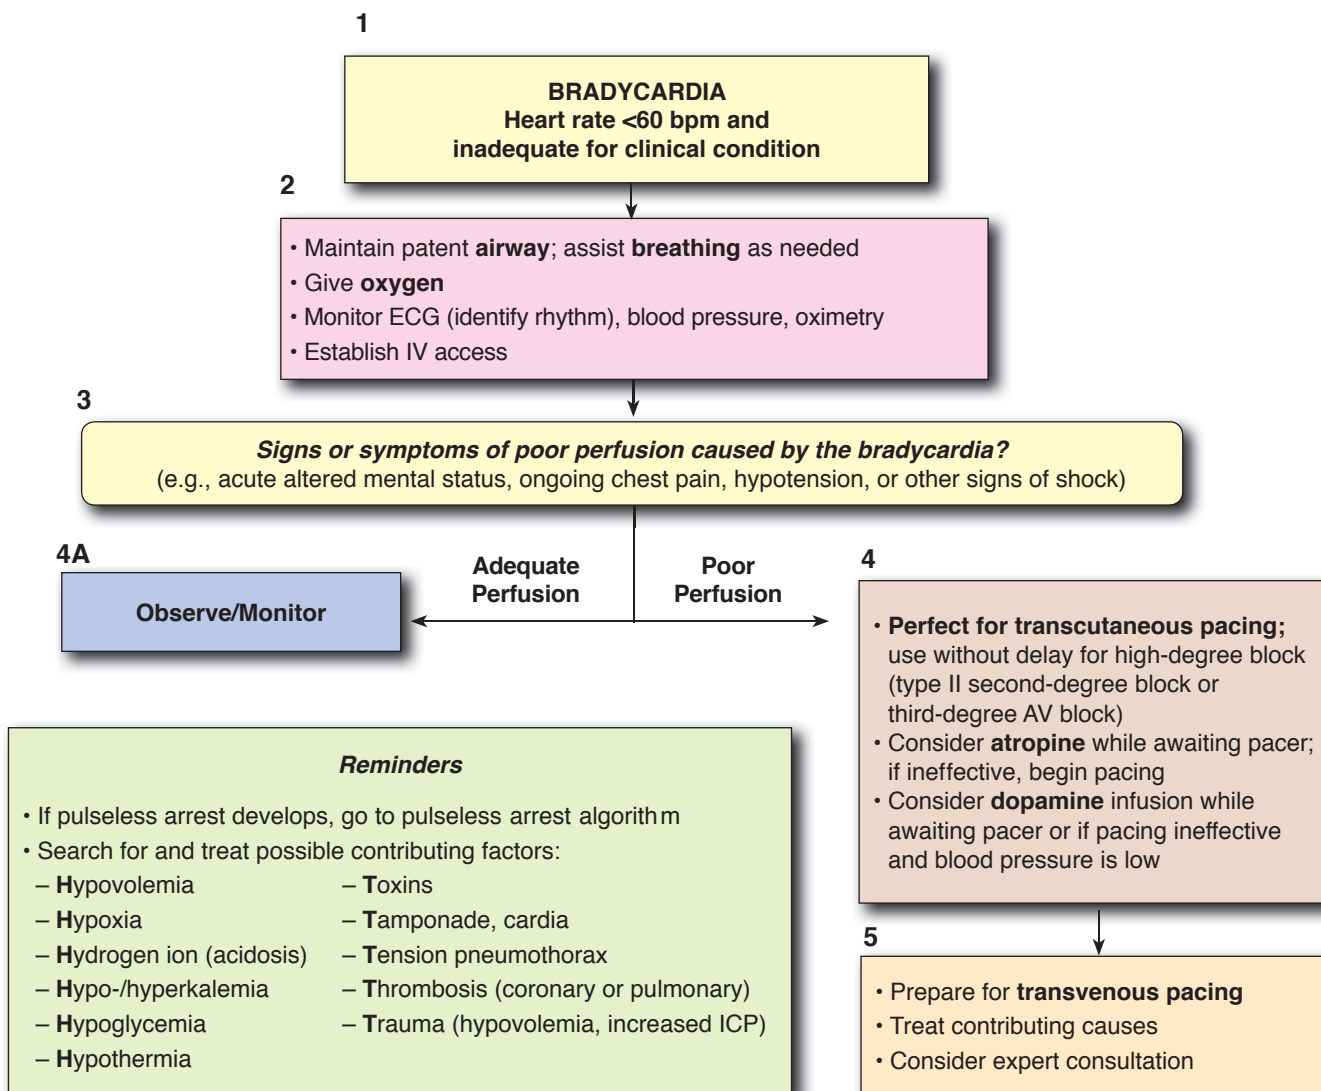 1
BRADYCARDIA
Heart rate <60 bpm and
inadequate for clinical condition
2
• Maintain patent airway; assist breathing as needed
• Give oxygen
• Monitor ECG (identify rhythm), blood pressure, oximetry
• Establish IV access
3
Signs or symptoms of poor perfusion caused by the bradycardia?
(e.g., acute altered mental status, ongoing chest pain, hypotension, or other signs of shock)
4A
Observe/Monitor
Adequate
Perfusion
Poor
Perfusion
4
• Perfect for transcutaneous pacing;
use without delay for high-degree block
(type II second-degree block or
third-degree AV block)
• Consider atropine while awaiting pacer;
if ineffective, begin pacing
• Consider dopamine infusion while
awaiting pacer or if pacing ineffective
and blood pressure is low
Reminders
• If pulseless arrest develops, go to pulseless arrest algorithm
• Search for and treat possible contributing factors:
– Hypovolemia
– Hypoxia
– Hydrogen ion (acidosis)
– Hypo-/hyperkalemia
– Hypoglycemia
– Hypothermia
– Toxins
– Tamponade, cardia
– Tension pneumothorax
– Thrombosis (coronary or pulmonary)
– Trauma (hypovolemia, increased ICP)
5
• Prepare for transvenous pacing
• Treat contributing causes
• Consider expert consultation